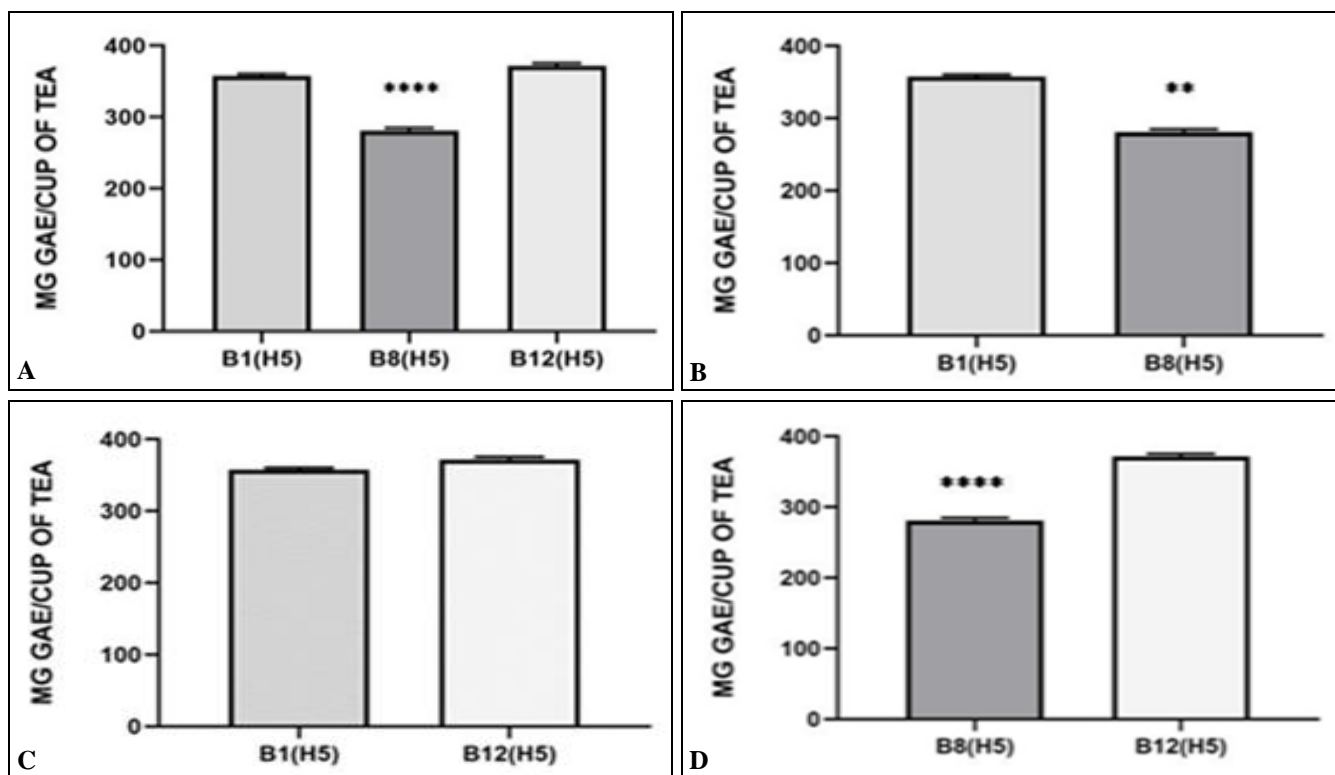 MG GAE/CUP OF TEA
400
300
200
100
0
****
B1(H5) B8(H5) B12(H5)
A
MG GAE/CUP OF TEA
400
300
200
100
0
**
B1(H5) B8(H5)
B
MG GAE/CUP OF TEA
400
300
200
100
0
B1(H5) B12(H5)
C
MG GAE/CUP OF TEA
400
300
200
100
0
****
B8(H5) B12(H5)
D